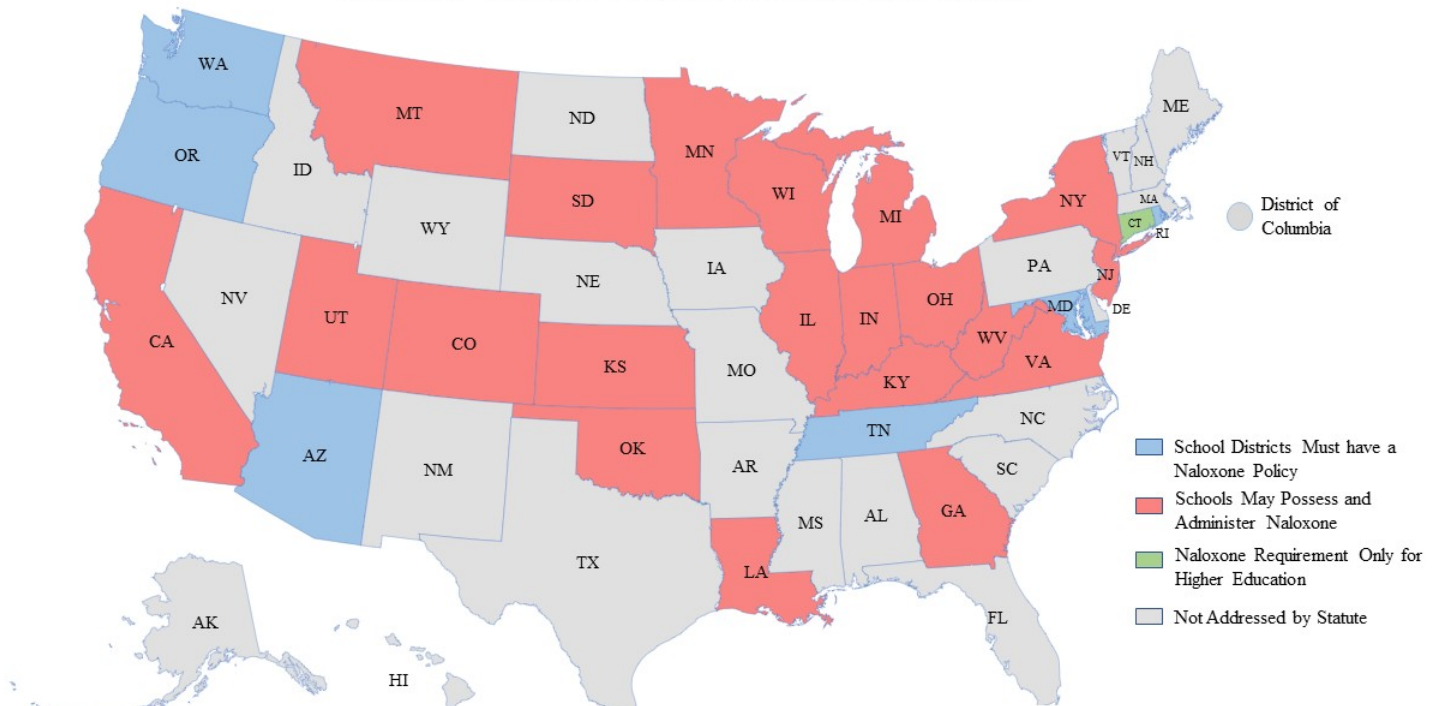 WA
ME
MT
ND
VT
NH
OR
MN
ID
SD
WI
MI
NY
MA
District of
Columbia
CT
RI
WY
IA
PA
NJ
NE
NV
OH
MD
DE
UT
IL
IN
CO
WV
CA
VA
KS
MO
KY
NC
TN
School Districts Must have a
Naloxone Policy
AZ
NM
OK
AR
SC
Schools May Possess and
Administer Naloxone
MS
AL
GA
Naloxone Requirement Only for
Higher Education
TX
LA
Not Addressed by Statute
AK
FL
HI